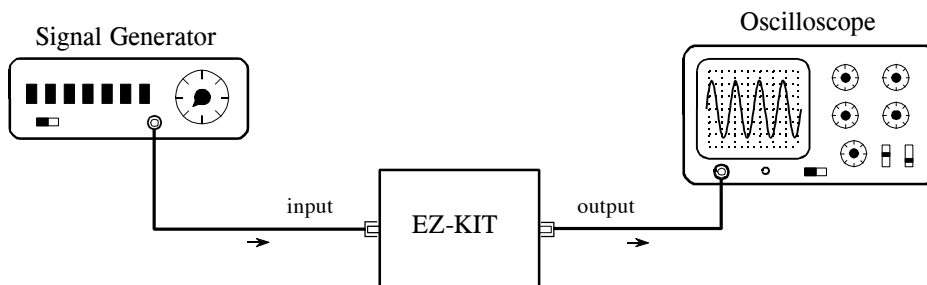 Oscilloscope
Signal Generator
input
EZ-KIT
output